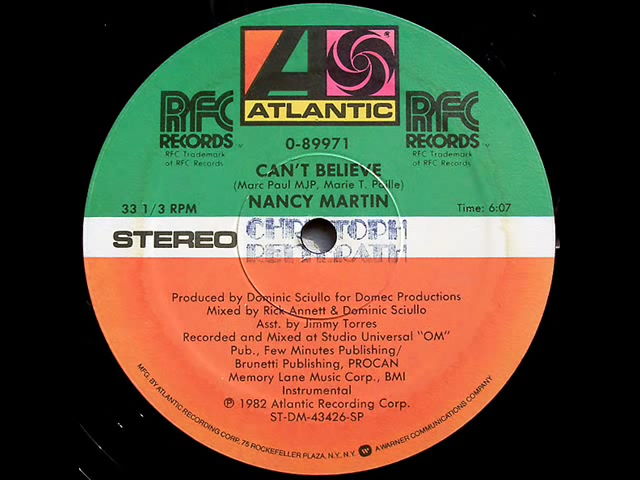 ATLANTIC
RFC
RECORDS
RFC Trademark
of RFC Records
RFC
RECORDS
RFC Trademark
of RFC Records
0-89971
CAN'T BELIEVE
(Marc Paul MJP, Marie T. Paille)
NANCY MARTIN
33 1/3 RPM
Time: 6:07
STEREO
CHRISTOPH
Produced by Dominic Sciullo for Domec Productions
Mixed by Rick Annett & Dominic Sciullo
Asst. by Jimmy Torres
Recorded and Mixed at Studio Universal "OM"
Pub., Few Minutes Publishing/
Brunetti Publishing, PROCAN
Memory Lane Music Corp., BMI
Instrumental
℗ 1982 Atlantic Recording Corp.
ST-DM-43426-SP
MFG. BY ATLANTIC RECORDING CORP., 75 ROCKEFELLER PLAZA, N.Y., N.Y. W A WARNER COMMUNICATIONS COMPANY